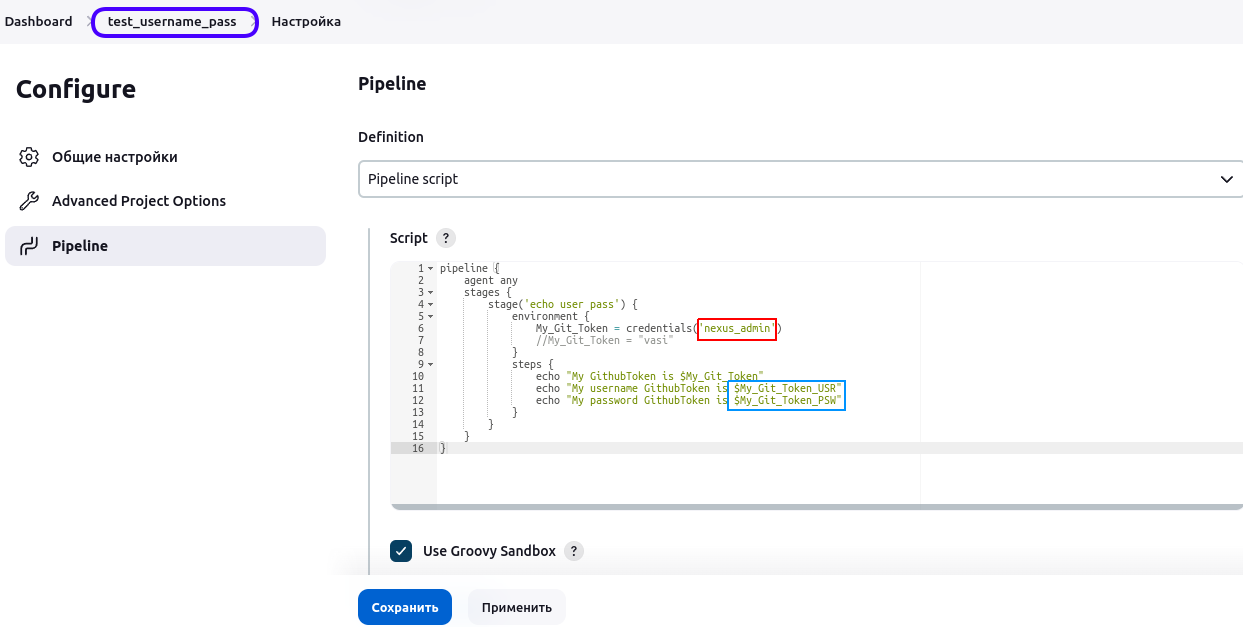 Dashboard > test_username_pass > Настройка
Configure
Общие настройки
Advanced Project Options
Pipeline
Pipeline
Definition
Pipeline script
Script ?
1 pipeline {
2     agent any
3     stages {
4         stage('echo user pass') {
5             environment {
6                 My_Git_Token = credentials('nexus_admin')
7                 //My_Git_Token = "vasi"
8             }
9             steps {
10                 echo "My GithubToken is $My_Git_Token"
11                 echo "My username GithubToken is $My_Git_Token_USR"
12                 echo "My password GithubToken is $My_Git_Token_PSW"
13             }
14         }
15     }
16 }
Use Groovy Sandbox ?
Сохранить Применить